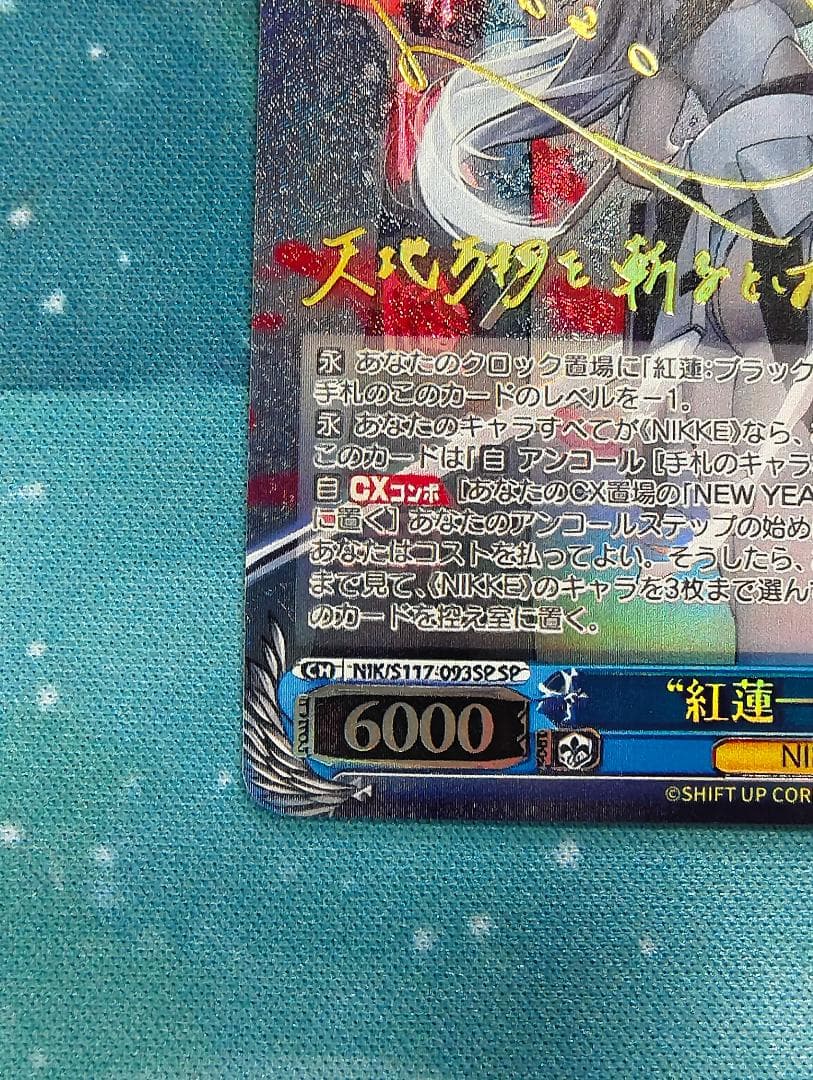 20
天地万物を斬るとは
永 あなたのクロック置場に「紅蓮:ブラック
手札のこのカードのレベルを－1。
永 あなたのキャラすべてが《NIKKE》なら、
このカードは「自 アンコール [手札のキャラ
自 CXコンボ [あなたのCX置場の「NEW YEA
に置く] あなたのアンコールステップの始め
あなたはコストを払ってよい。そうしたら、
まで見て、《NIKKE》のキャラを3枚まで選ん
のカードを控え室に置く。
CH NIK/S117-093SP SP
6000
“紅蓮―
NI
©SHIFT UP COR